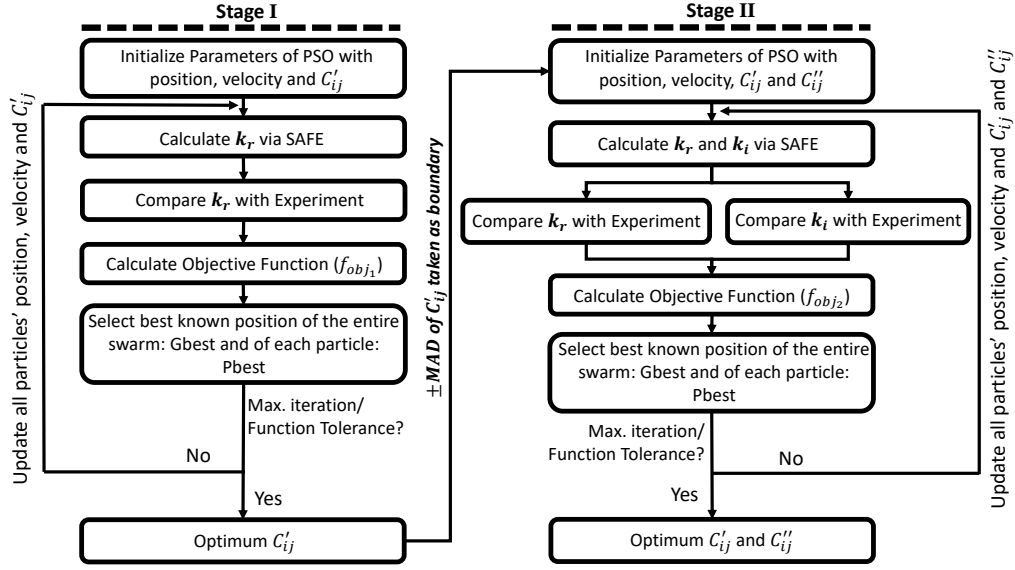 Stage I
Initialize Parameters of PSO with
position, velocity and C'ij
Calculate kr via SAFE
Compare kr with Experiment
Calculate Objective Function (fobj1)
Select best known position of the entire
swarm: Gbest and of each particle:
Pbest
Max. iteration/
Function Tolerance?
No
Yes
Optimum C'ij
Update all particles' position, velocity and C'ij
±MAD of C'ij taken as boundary
Stage II
Initialize Parameters of PSO with
position, velocity, C'ij and C''ij
Calculate kr and ki via SAFE
Compare kr with Experiment
Compare ki with Experiment
Calculate Objective Function (fobj2)
Select best known position of the entire
swarm: Gbest and of each particle:
Pbest
Max. iteration/
Function Tolerance?
No
Yes
Optimum C'ij and C''ij
Update all particles' position, velocity and C'ij and C''ij